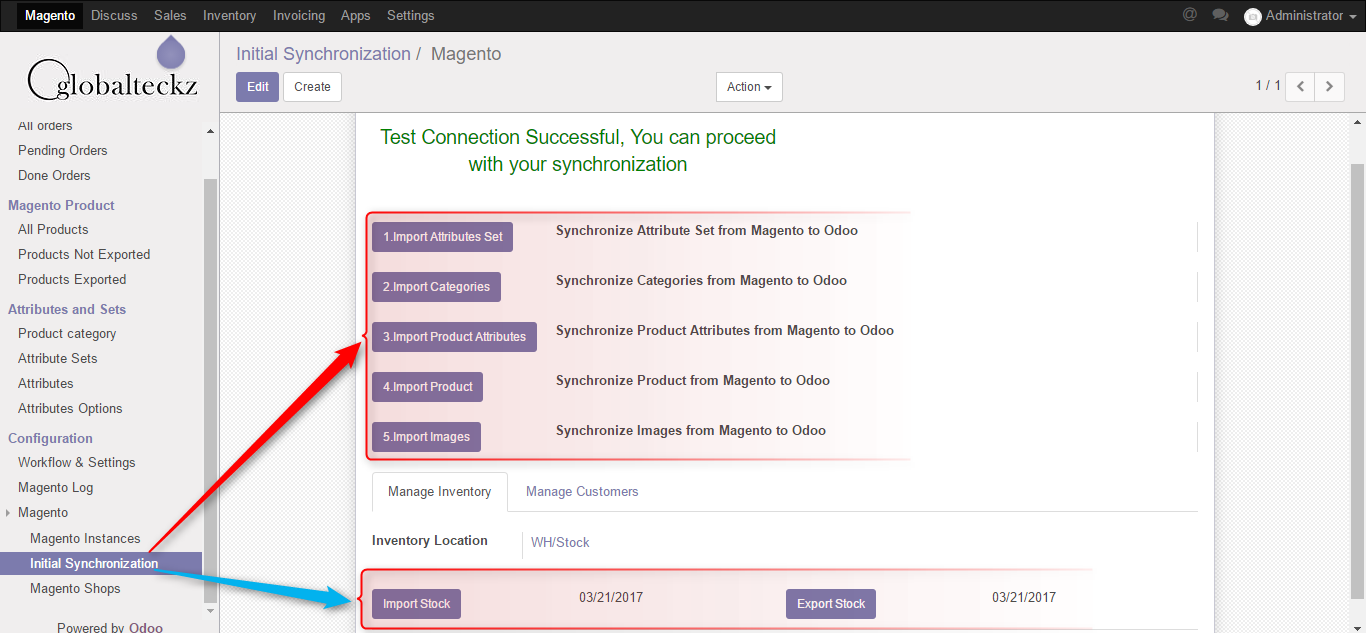 Magento Discuss Sales Inventory Invoicing Apps Settings @ Administrator
Globalteckz
All orders
Pending Orders
Done Orders
Magento Product
All Products
Products Not Exported
Products Exported
Attributes and Sets
Product category
Attribute Sets
Attributes
Attributes Options
Configuration
Workflow & Settings
Magento Log
Magento
Magento Instances
Initial Synchronization
Magento Shops
Powered by Odoo
Initial Synchronization / Magento
Edit Create Action 1 / 1
Test Connection Successful, You can proceed
with your synchronization
1.Import Attributes Set Synchronize Attribute Set from Magento to Odoo
2.Import Categories Synchronize Categories from Magento to Odoo
3.Import Product Attributes Synchronize Product Attributes from Magento to Odoo
4.Import Product Synchronize Product from Magento to Odoo
5.Import Images Synchronize Images from Magento to Odoo
Manage Inventory Manage Customers
Inventory Location WH/Stock
Import Stock 03/21/2017 Export Stock 03/21/2017